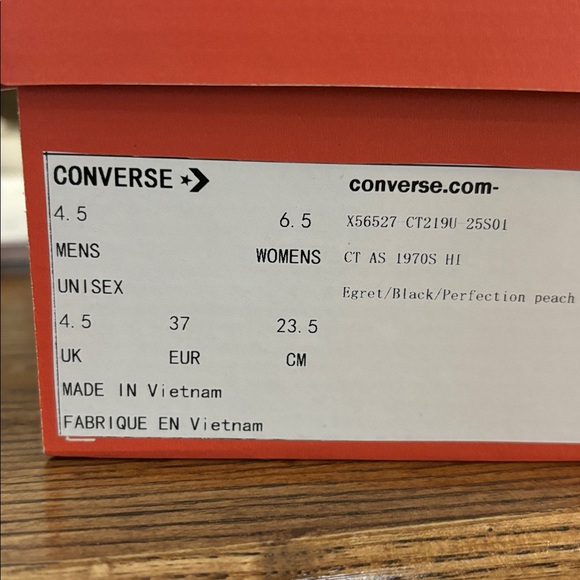 CONVERSE
converse.com-
4.5 6.5 X56527-CT219U-25S01
MENS WOMENS CT AS 1970S HI
UNISEX Egret/Black/Perfection peach
4.5 37 23.5
UK EUR CM
MADE IN Vietnam
FABRIQUE EN Vietnam